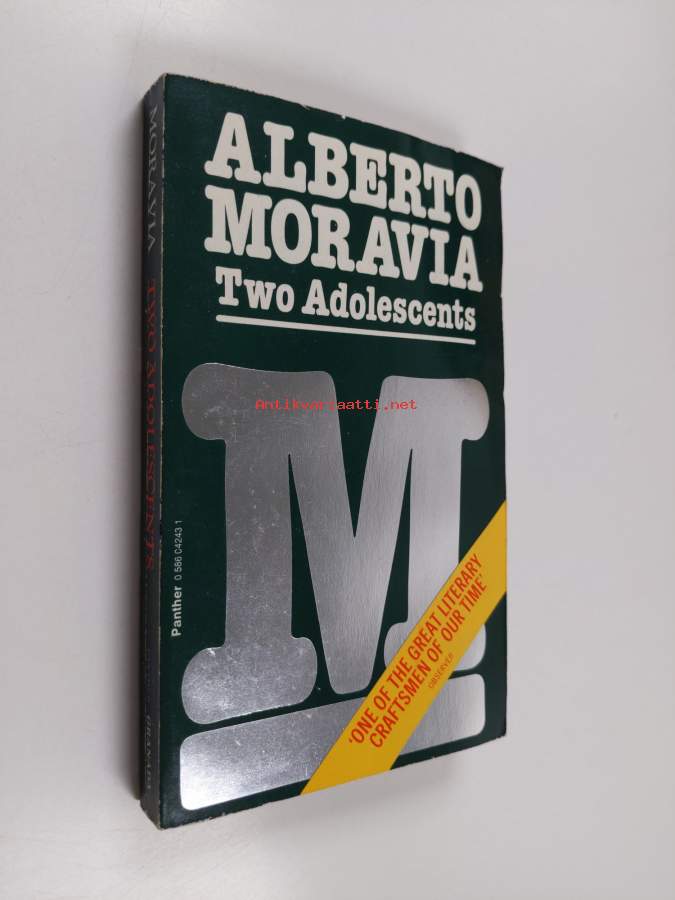 ALBERTO
MORAVIA
Two Adolescents
M
Antikvariaatti.net
'ONE OF THE GREAT LITERARY
CRAFTSMEN OF OUR TIME'
OBSERVER
Panther 0 586 04243 1
MORAVIA TWO ADOLESCENTS GRANADA